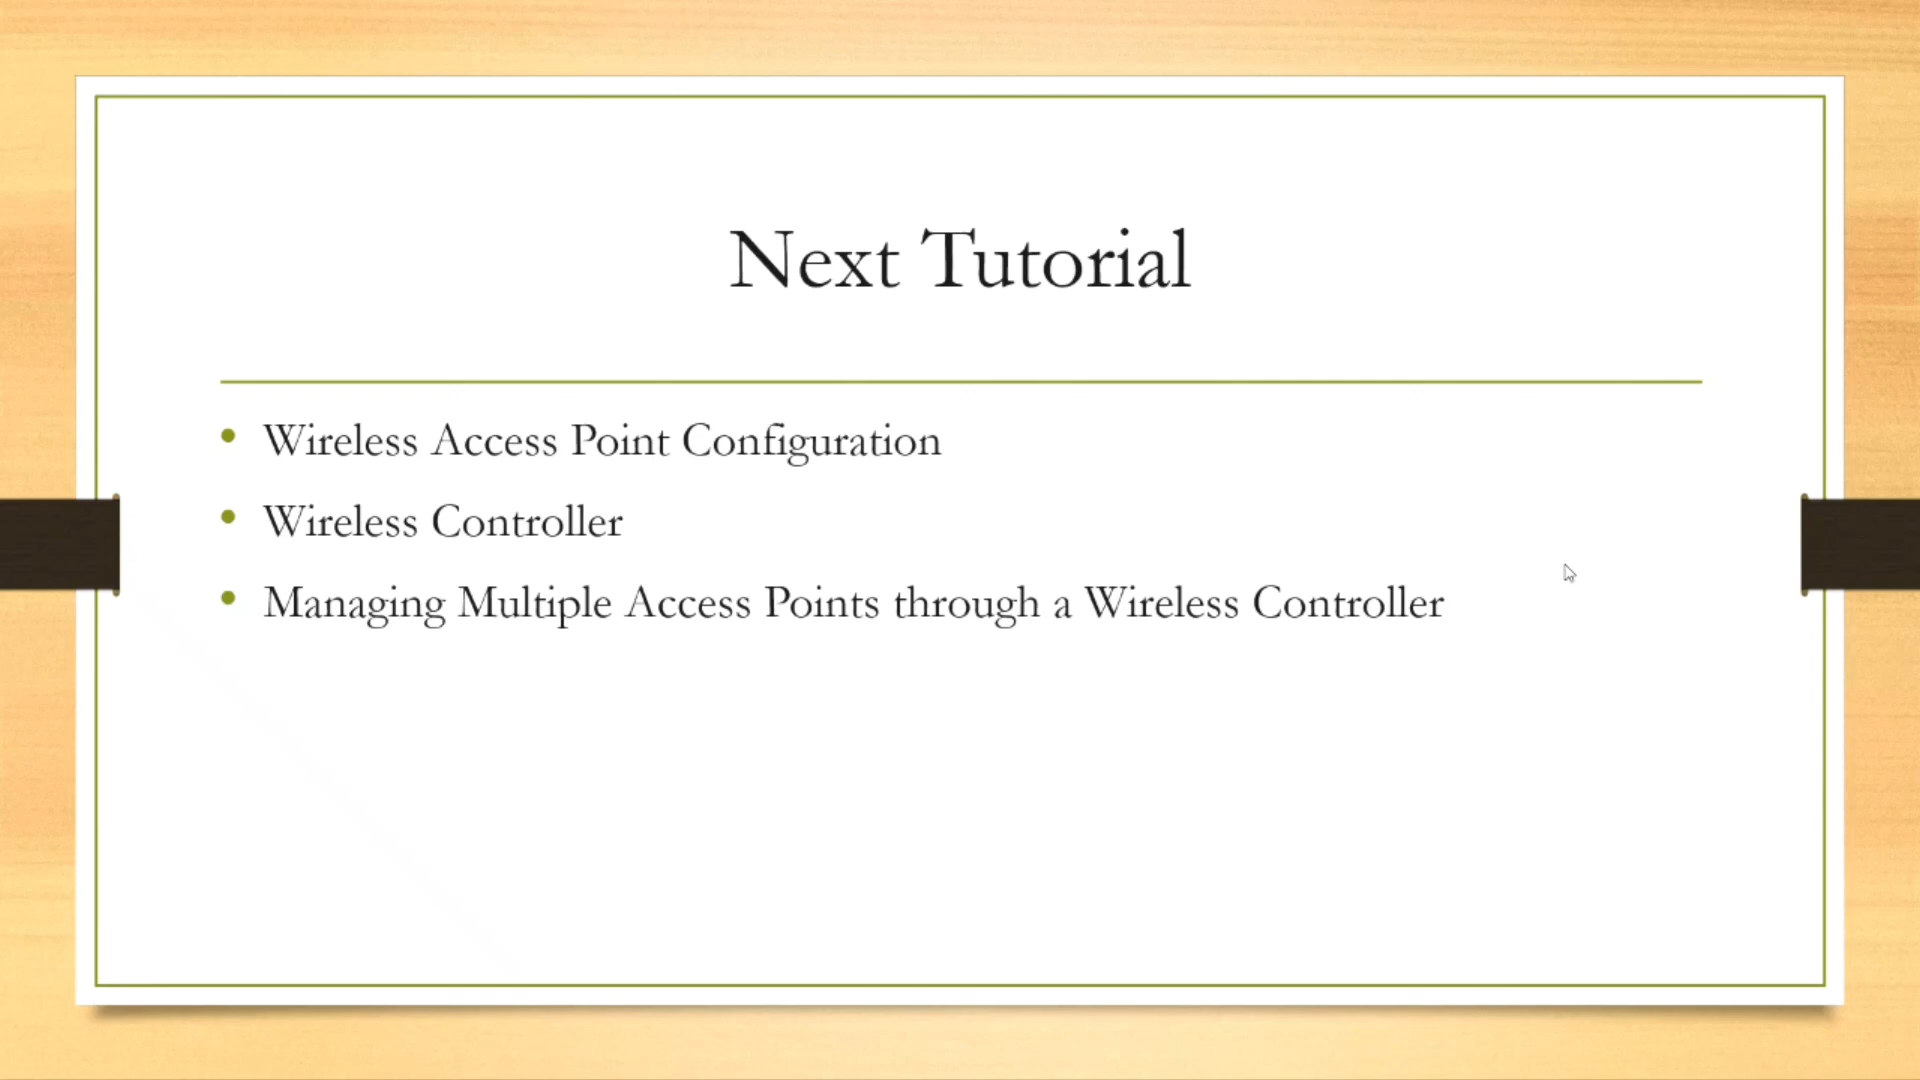 Next Tutorial
Wireless Access Point Configuration
Wireless Controller
Managing Multiple Access Points through a Wireless Controller